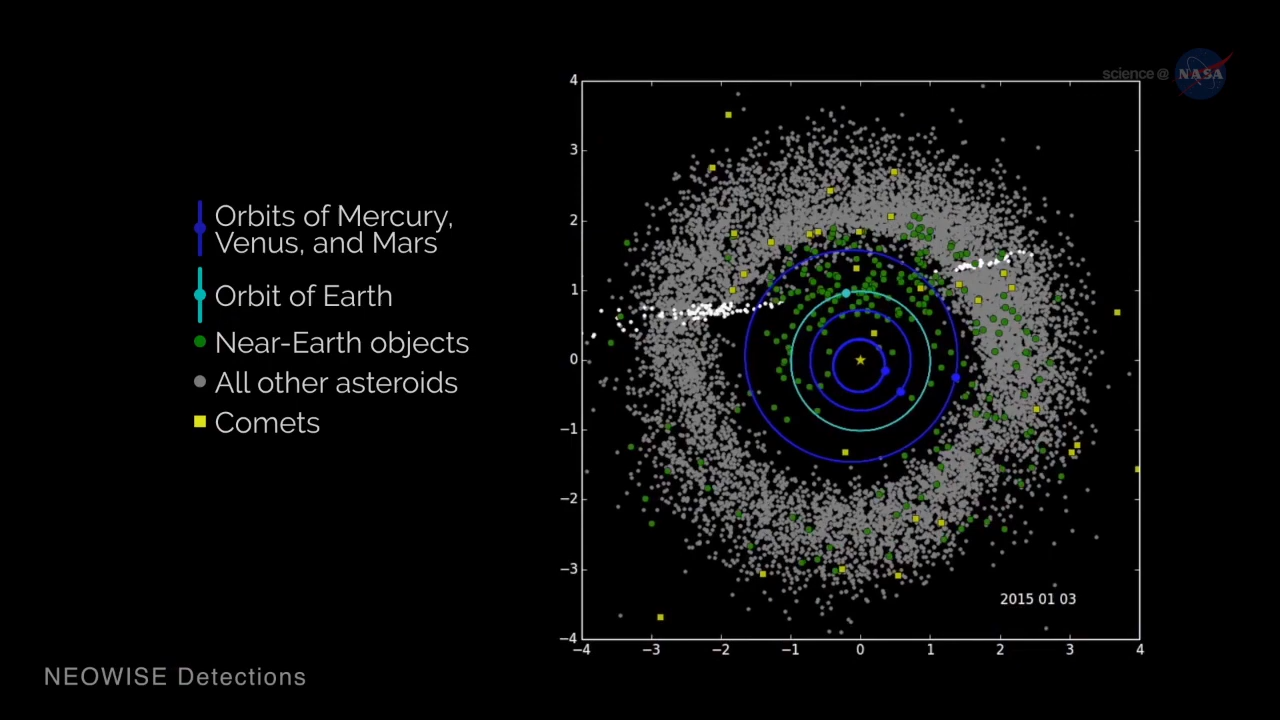 science@ NASA
Orbits of Mercury,
Venus, and Mars
Orbit of Earth
Near-Earth objects
All other asteroids
Comets
4
3
2
1
0
−1
−2
−3
−4
−4 −3 −2 −1 0 1 2 3 4
2015 01 03
NEOWISE Detections